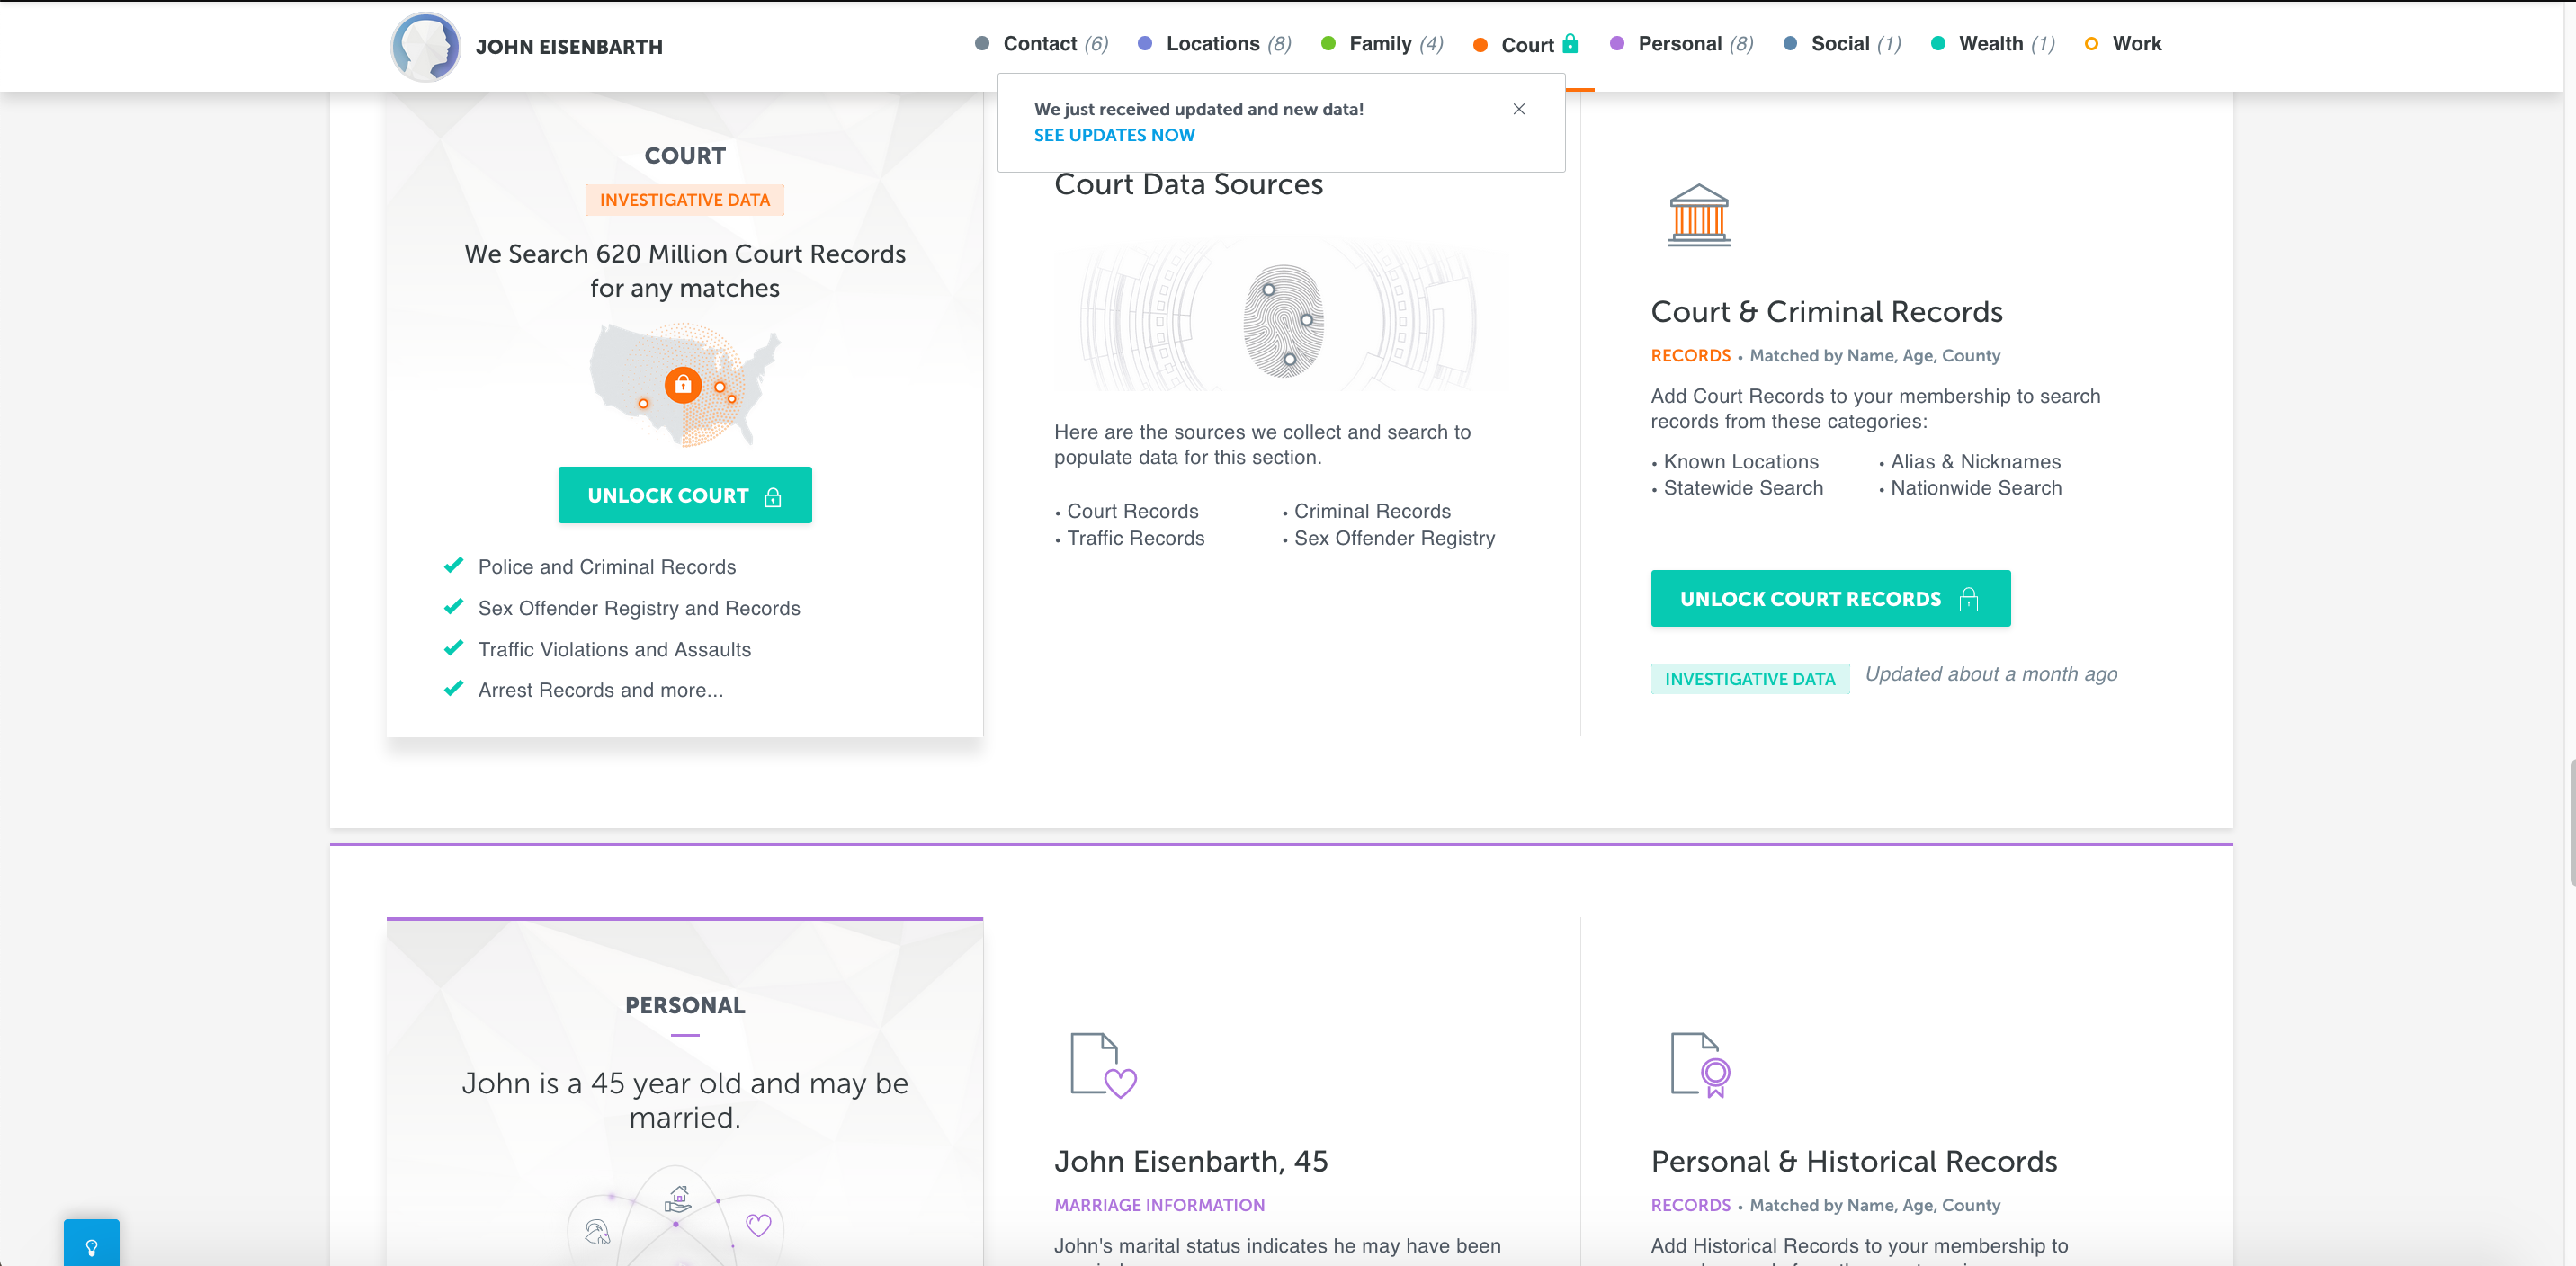 JOHN EISENBARTH
Contact (6)
Locations (8)
Family (4)
Court
Personal (8)
Social (1)
Wealth (1)
Work
We just received updated and new data!
SEE UPDATES NOW
COURT
INVESTIGATIVE DATA
We Search 620 Million Court Records
for any matches
UNLOCK COURT
Police and Criminal Records
Sex Offender Registry and Records
Traffic Violations and Assaults
Arrest Records and more...
Court Data Sources
Here are the sources we collect and search to
populate data for this section.
• Court Records
• Criminal Records
• Traffic Records
• Sex Offender Registry
Court & Criminal Records
RECORDS • Matched by Name, Age, County
Add Court Records to your membership to search
records from these categories:
• Known Locations
• Alias & Nicknames
• Statewide Search
• Nationwide Search
UNLOCK COURT RECORDS
INVESTIGATIVE DATA
Updated about a month ago
PERSONAL
John is a 45 year old and may be
married.
John Eisenbarth, 45
MARRIAGE INFORMATION
John's marital status indicates he may have been
Personal & Historical Records
RECORDS • Matched by Name, Age, County
Add Historical Records to your membership to